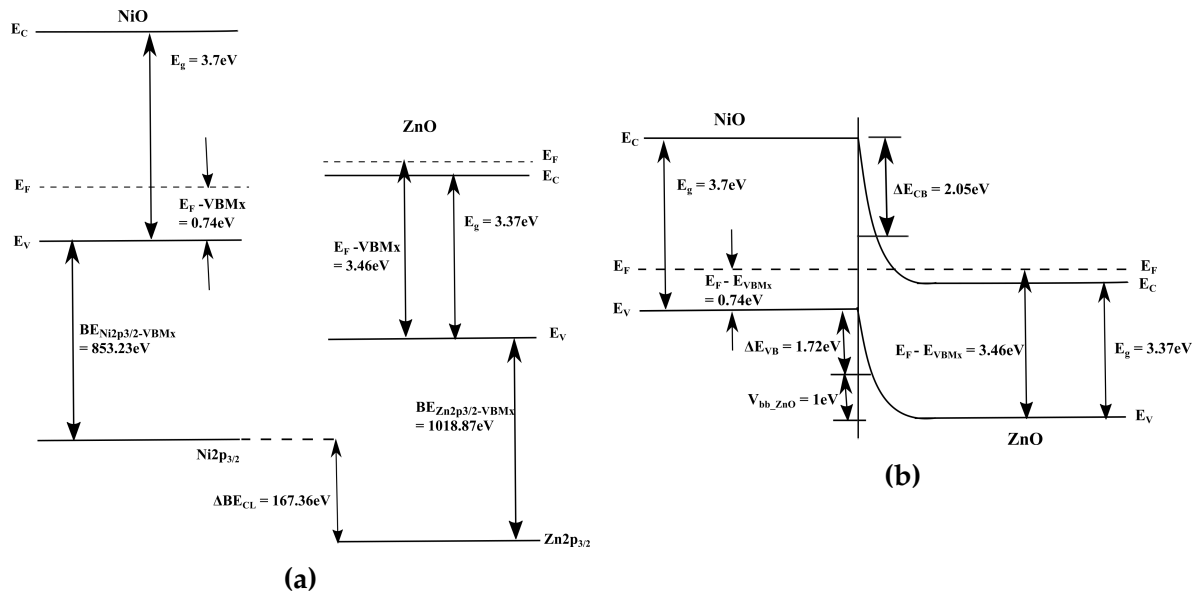 NiO
E_C
E_g = 3.7eV
ZnO
E_F
E_C
E_F
E_F -VBMx
= 0.74eV
E_g = 3.37eV
E_V
E_F -VBMx
= 3.46eV
E_V
BE_Ni2p3/2-VBMx
= 853.23eV
BE_Zn2p3/2-VBMx
= 1018.87eV
Ni2p_3/2
ΔBE_CL = 167.36eV
Zn2p_3/2
(a)
NiO
E_C
E_g = 3.7eV
ΔE_CB = 2.05eV
E_F
E_F
E_F - E_VBMx
= 0.74eV
E_C
E_V
ΔE_VB = 1.72eV
E_F - E_VBMx = 3.46eV
E_g = 3.37eV
V_bb_ZnO = 1eV
E_V
ZnO
(b)